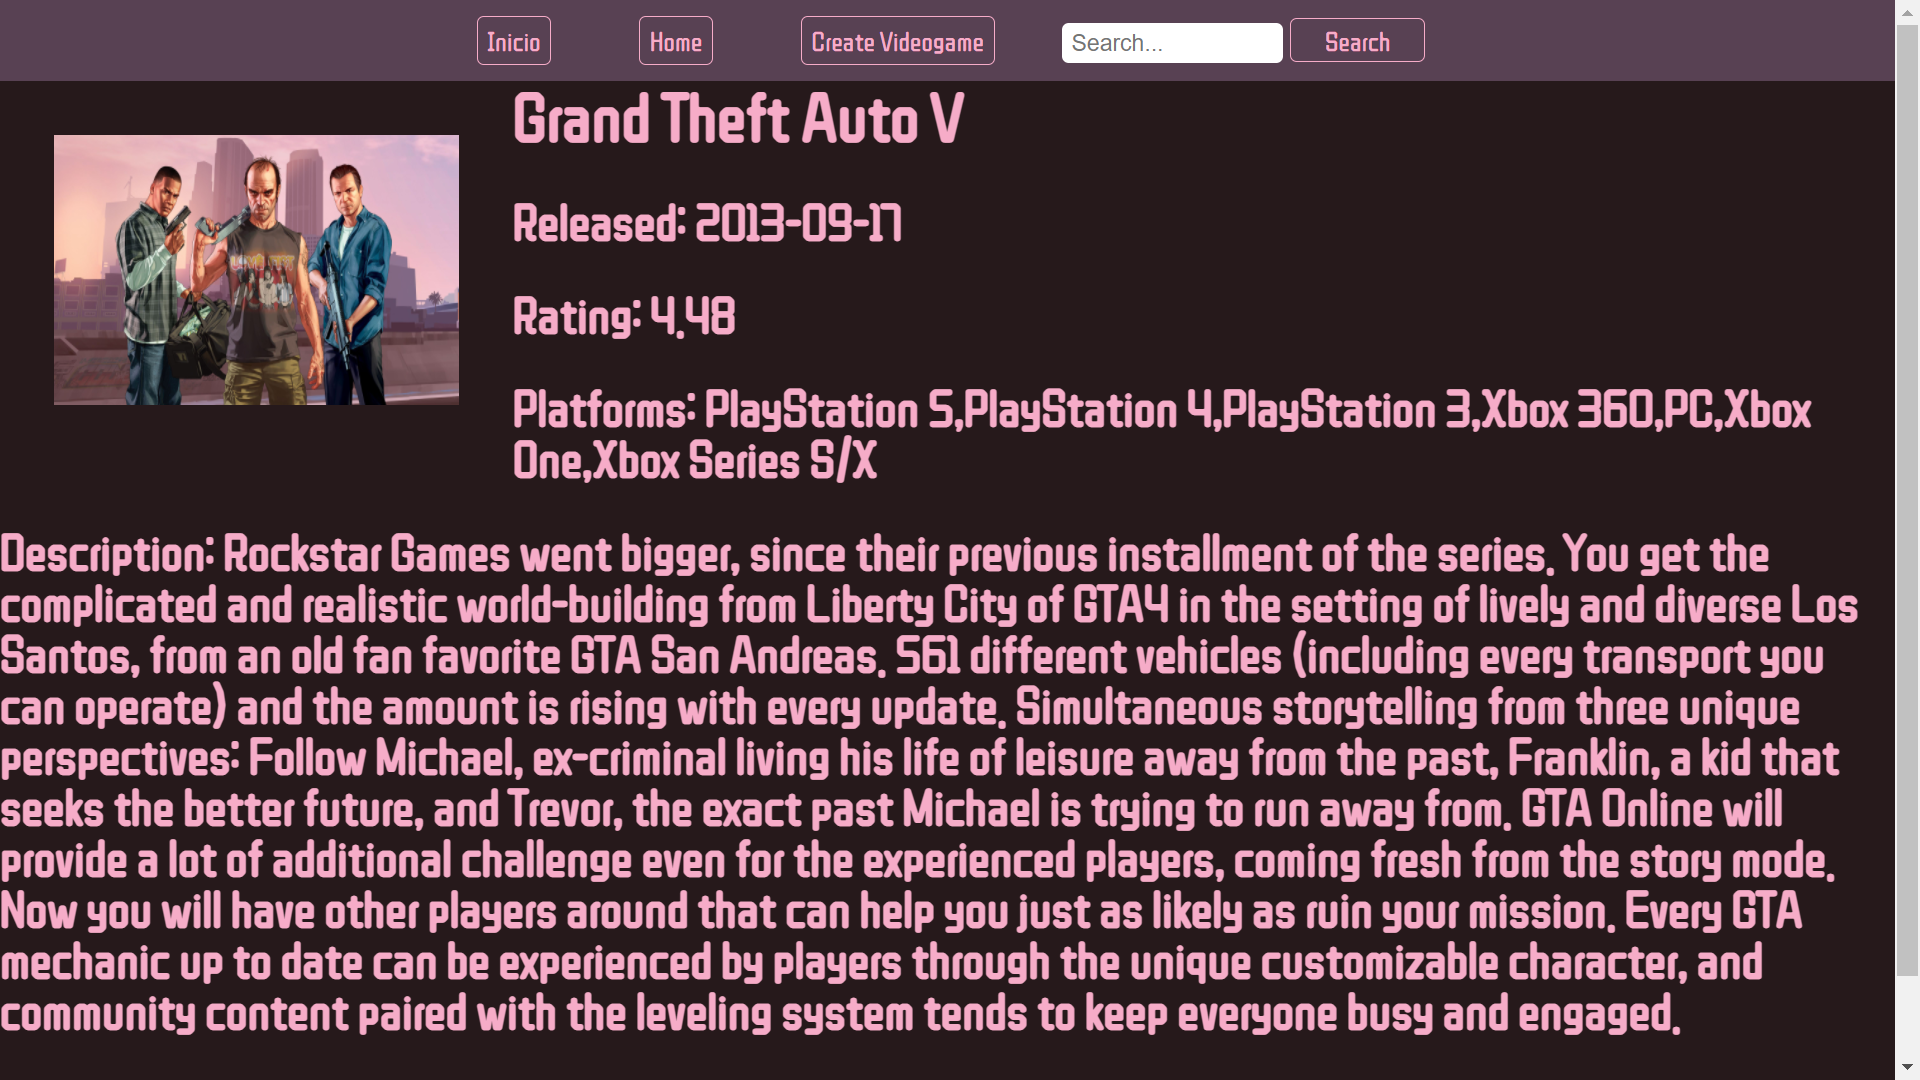 Inicio
Home
Create Videogame
Search...
Search
Grand Theft Auto V
Released: 2013-09-17
Rating: 4.48
Platforms: PlayStation 5,PlayStation 4,PlayStation 3,Xbox 360,PC,Xbox
One,Xbox Series S/X
Description: Rockstar Games went bigger, since their previous installment of the series. You get the
complicated and realistic world-building from Liberty City of GTA4 in the setting of lively and diverse Los
Santos, from an old fan favorite GTA San Andreas. 561 different vehicles (including every transport you
can operate) and the amount is rising with every update. Simultaneous storytelling from three unique
perspectives: Follow Michael, ex-criminal living his life of leisure away from the past, Franklin, a kid that
seeks the better future, and Trevor, the exact past Michael is trying to run away from. GTA Online will
provide a lot of additional challenge even for the experienced players, coming fresh from the story mode.
Now you will have other players around that can help you just as likely as ruin your mission. Every GTA
mechanic up to date can be experienced by players through the unique customizable character, and
community content paired with the leveling system tends to keep everyone busy and engaged.